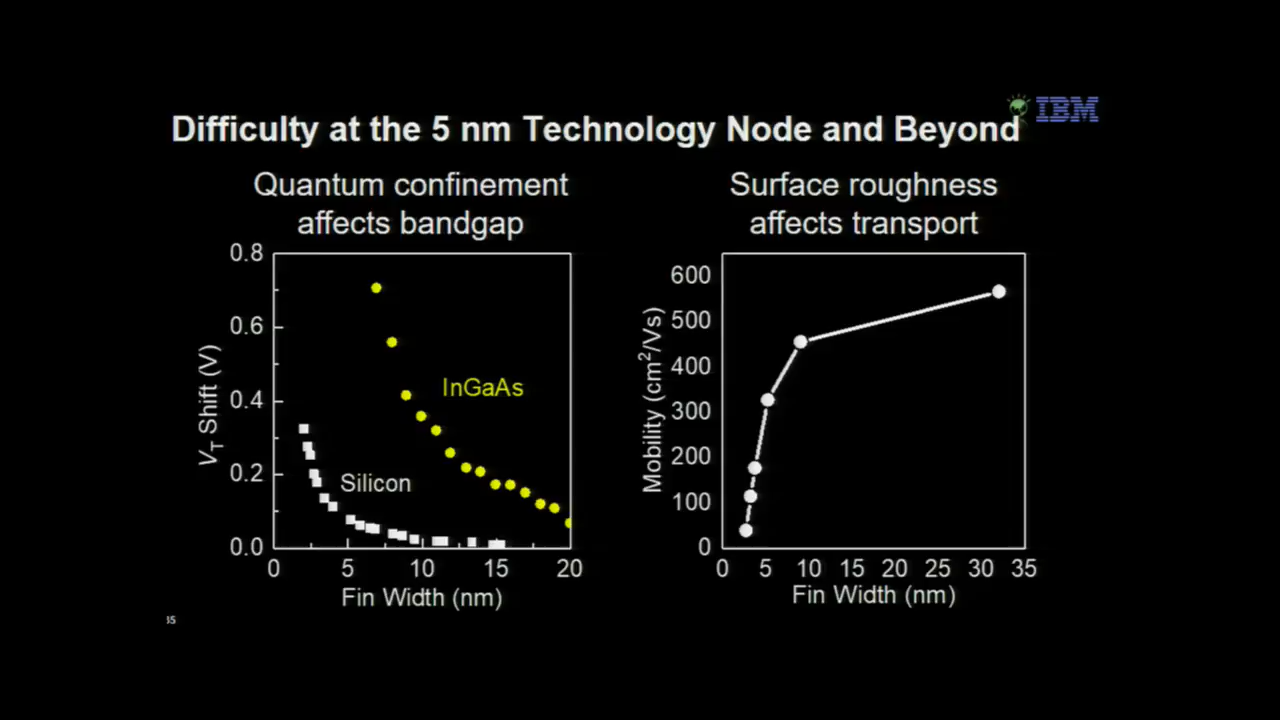 IBM
Difficulty at the 5 nm Technology Node and Beyond
Quantum confinement
affects bandgap
0.8
0.6
0.4
0.2
0.0
VT Shift (V)
InGaAs
Silicon
0 5 10 15 20
Fin Width (nm)
Surface roughness
affects transport
600
500
400
300
200
100
0
Mobility (cm²/Vs)
0 5 10 15 20 25 30 35
Fin Width (nm)
35